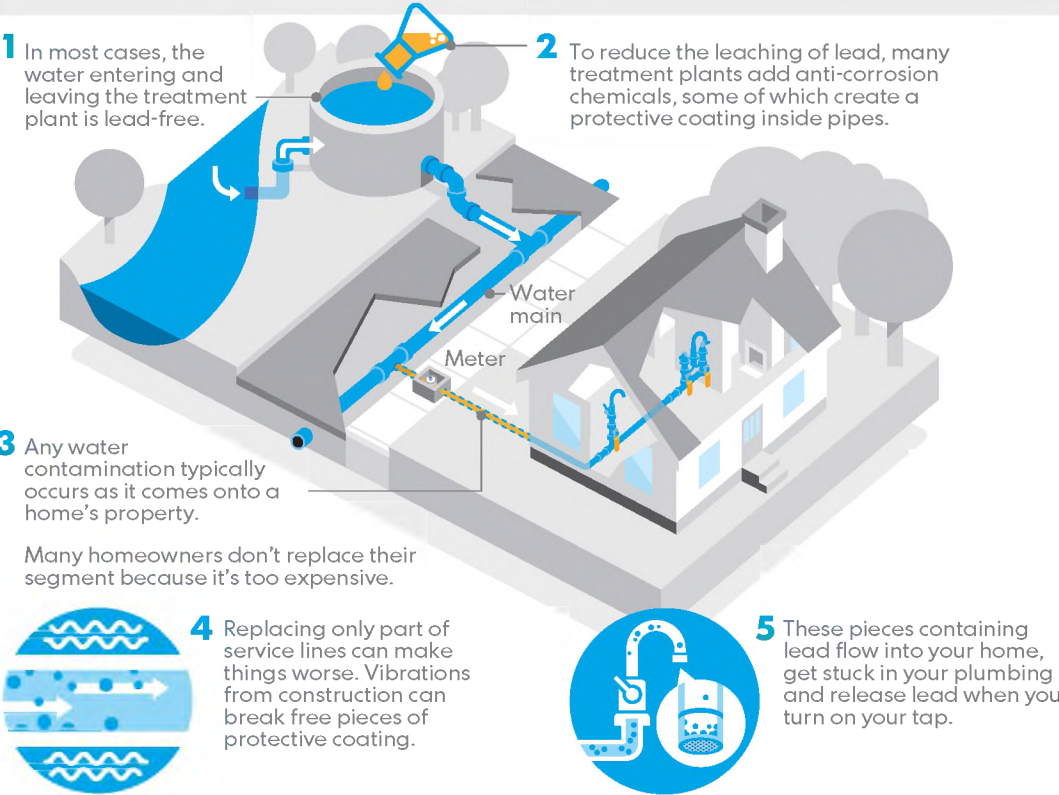 1 In most cases, the
water entering and
leaving the treatment
plant is lead-free.
2 To reduce the leaching of lead, many
treatment plants add anti-corrosion
chemicals, some of which create a
protective coating inside pipes.
Water
main
Meter
3 Any water
contamination typically
occurs as it comes onto a
home's property.
Many homeowners don't replace their
segment because it's too expensive.
4 Replacing only part of
service lines can make
things worse. Vibrations
from construction can
break free pieces of
protective coating.
5 These pieces containing
lead flow into your home,
get stuck in your plumbing
and release lead when you
turn on your tap.